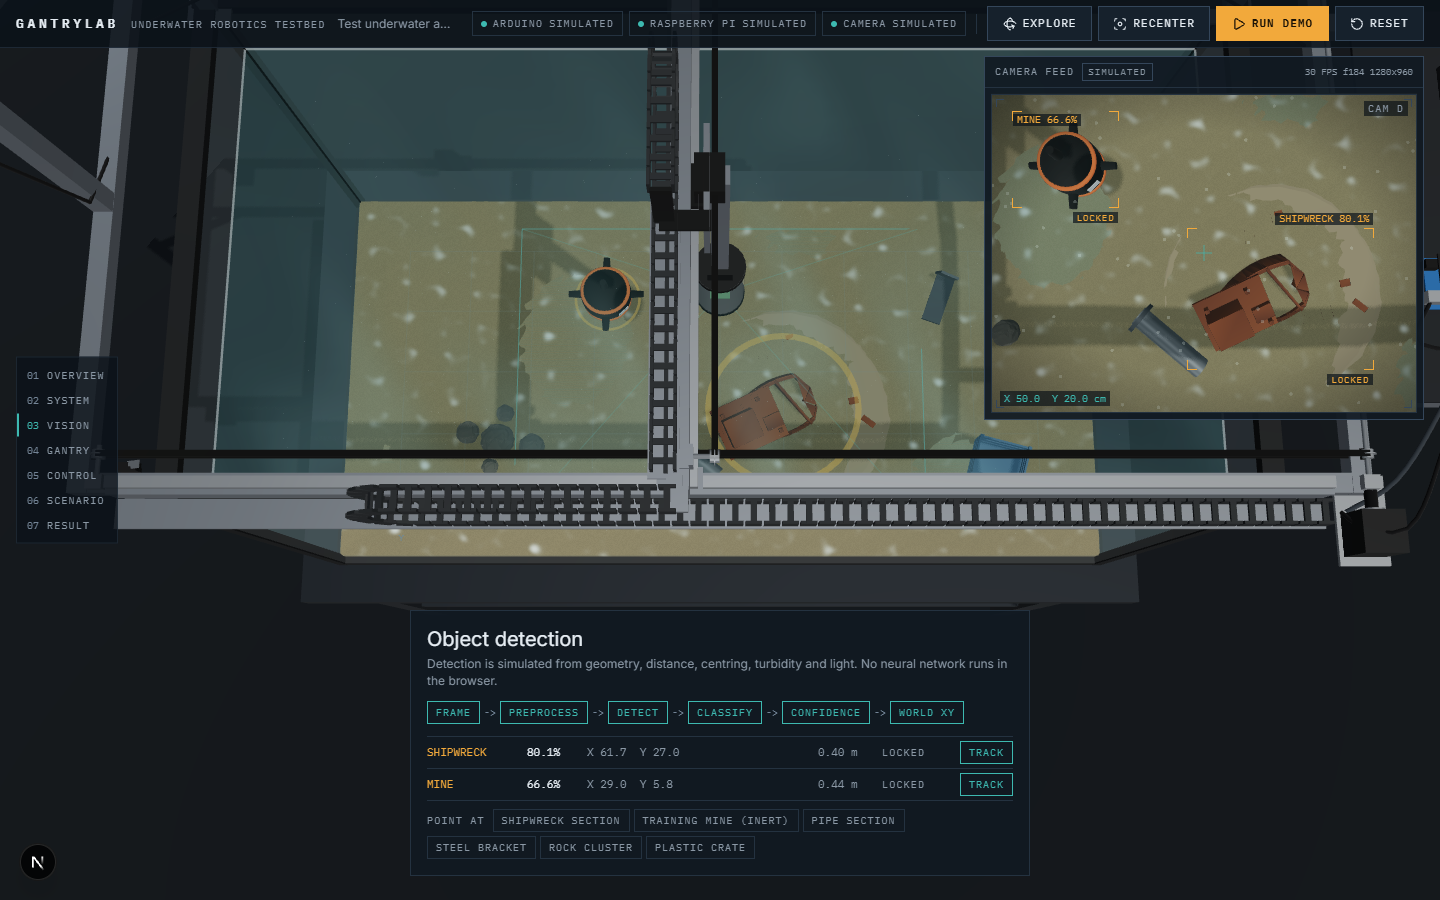 GANTRYLAB UNDERWATER ROBOTICS TESTBED Test underwater a... ARDUINO SIMULATED RASPBERRY PI SIMULATED CAMERA SIMULATED EXPLORE RECENTER RUN DEMO RESET
CAMERA FEED SIMULATED 30 FPS f184 1280x960
CAM D
MINE 66.6%
LOCKED
SHIPWRECK 80.1%
LOCKED
X 50.0 Y 20.0 cm
01 OVERVIEW
02 SYSTEM
03 VISION
04 GANTRY
05 CONTROL
06 SCENARIO
07 RESULT
Object detection
Detection is simulated from geometry, distance, centring, turbidity and light. No neural network runs in
the browser.
FRAME -> PREPROCESS -> DETECT -> CLASSIFY -> CONFIDENCE -> WORLD XY
SHIPWRECK 80.1% X 61.7 Y 27.0 0.40 m LOCKED TRACK
MINE 66.6% X 29.0 Y 5.8 0.44 m LOCKED TRACK
POINT AT SHIPWRECK SECTION TRAINING MINE (INERT) PIPE SECTION
STEEL BRACKET ROCK CLUSTER PLASTIC CRATE
N